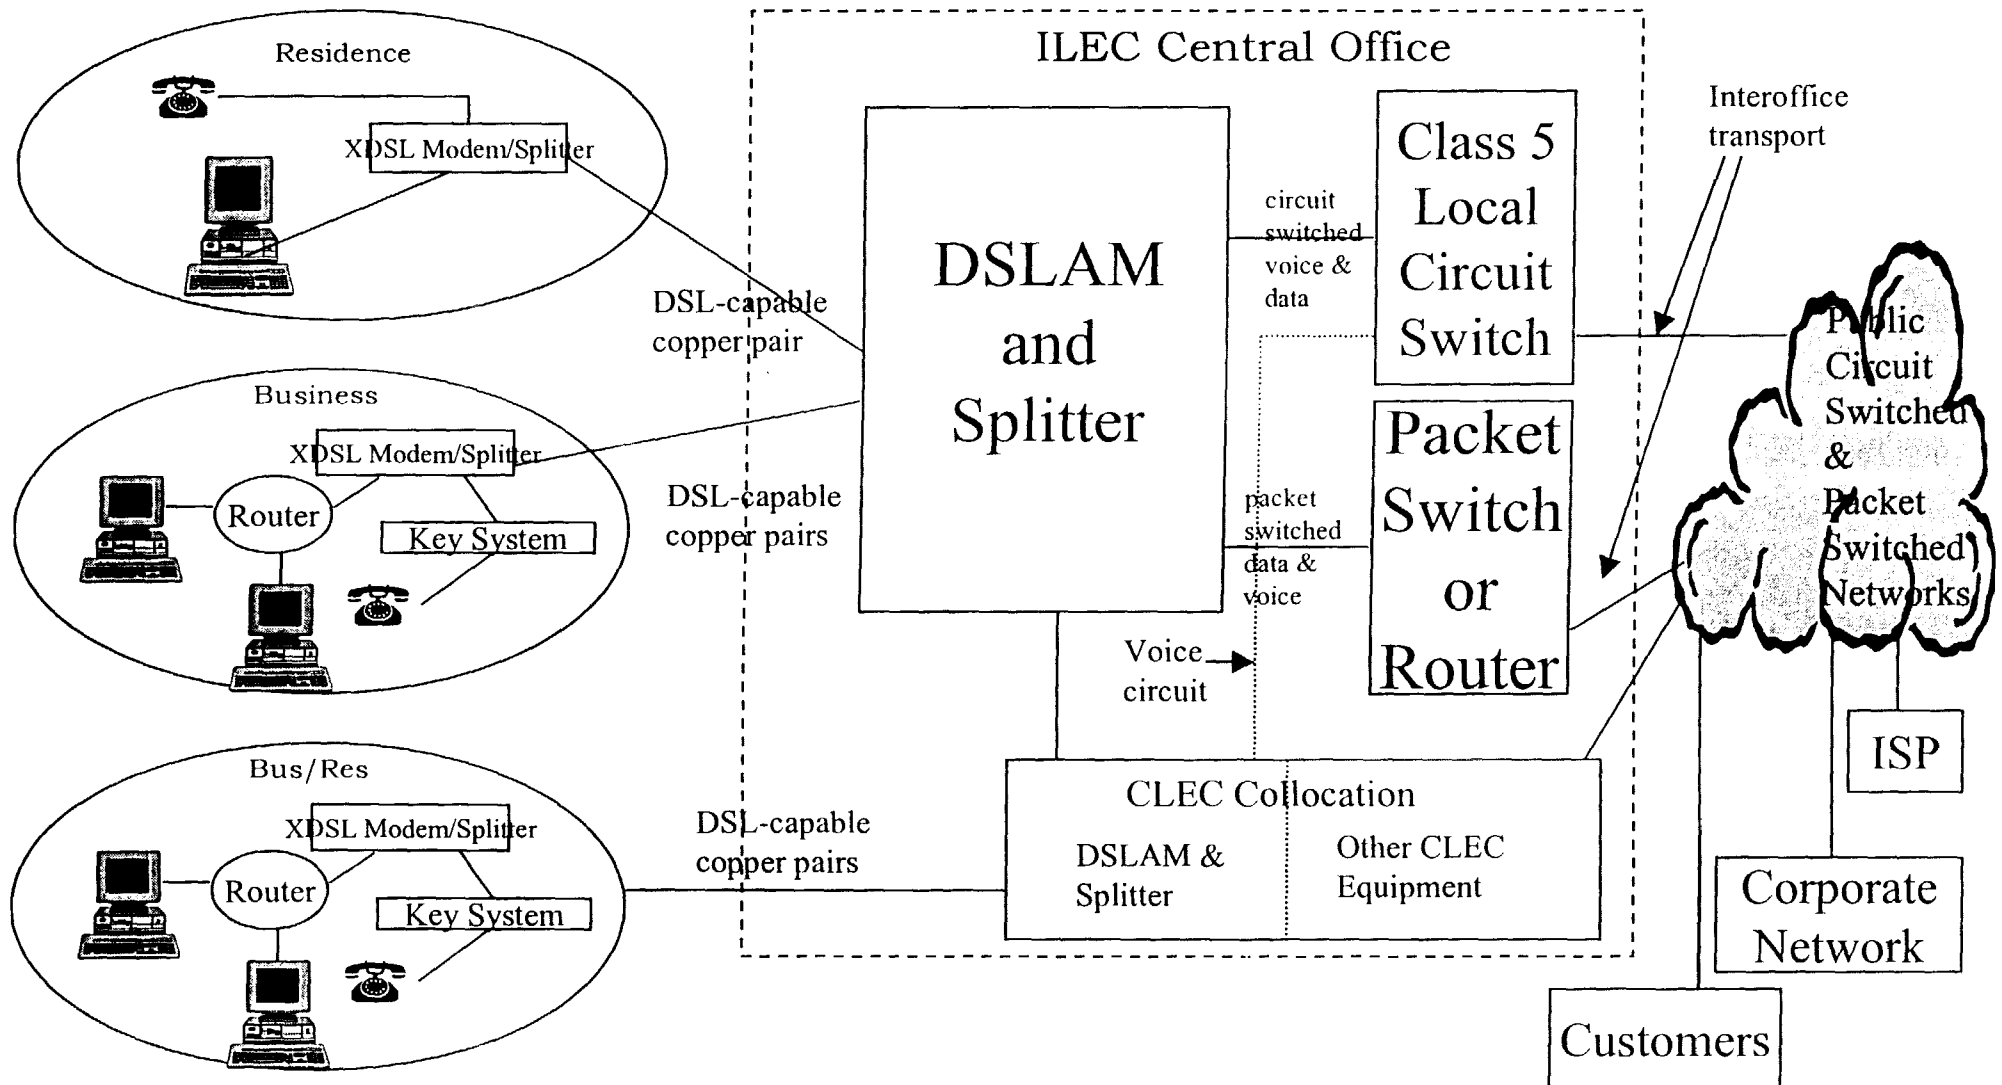 ILEC Central Office
Residence
XDSL Modem/Splitter
DSL-capable
copper pair
Business
XDSL Modem/Splitter
Router
Key System
DSL-capable
copper pairs
Bus/Res
XDSL Modem/Splitter
Router
Key System
DSL-capable
copper pairs
DSLAM
and
Splitter
circuit
switched
voice &
data
Class 5
Local
Circuit
Switch
packet
switched
data &
voice
Packet
Switch
or
Router
Voice
circuit
CLEC Collocation
DSLAM &
Splitter
Other CLEC
Equipment
Interoffice
transport
Public
Circuit
Switched
&
Packet
Switched
Networks
ISP
Corporate
Network
Customers